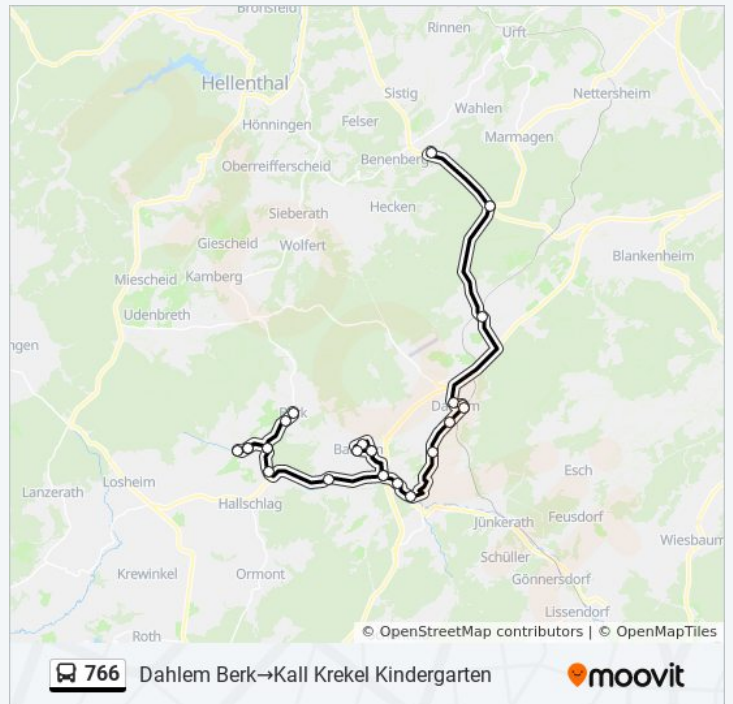 Bronsfeld
Rinnen
Urft
Hellenthal
Sistig
Nettersheim
Wahlen
Hönningen
Felser
Marmagen
Benenberg
Oberreifferscheid
Hecken
Sieberath
Giescheid
Wolfert
Blankenheim
Miescheid
Kamberg
Udenbreth
ngen
Esch
Losheim
Lanzerath
Hallschlag
Feusdorf
Jünkerath
Wiesbaum
Schüller
Krewinkel
Ormont
Gönnersdorf
Lissendorf
Roth
© OpenStreetMap contributors | © OpenMapTiles
766
Dahlem Berk→Kall Krekel Kindergarten
moovit